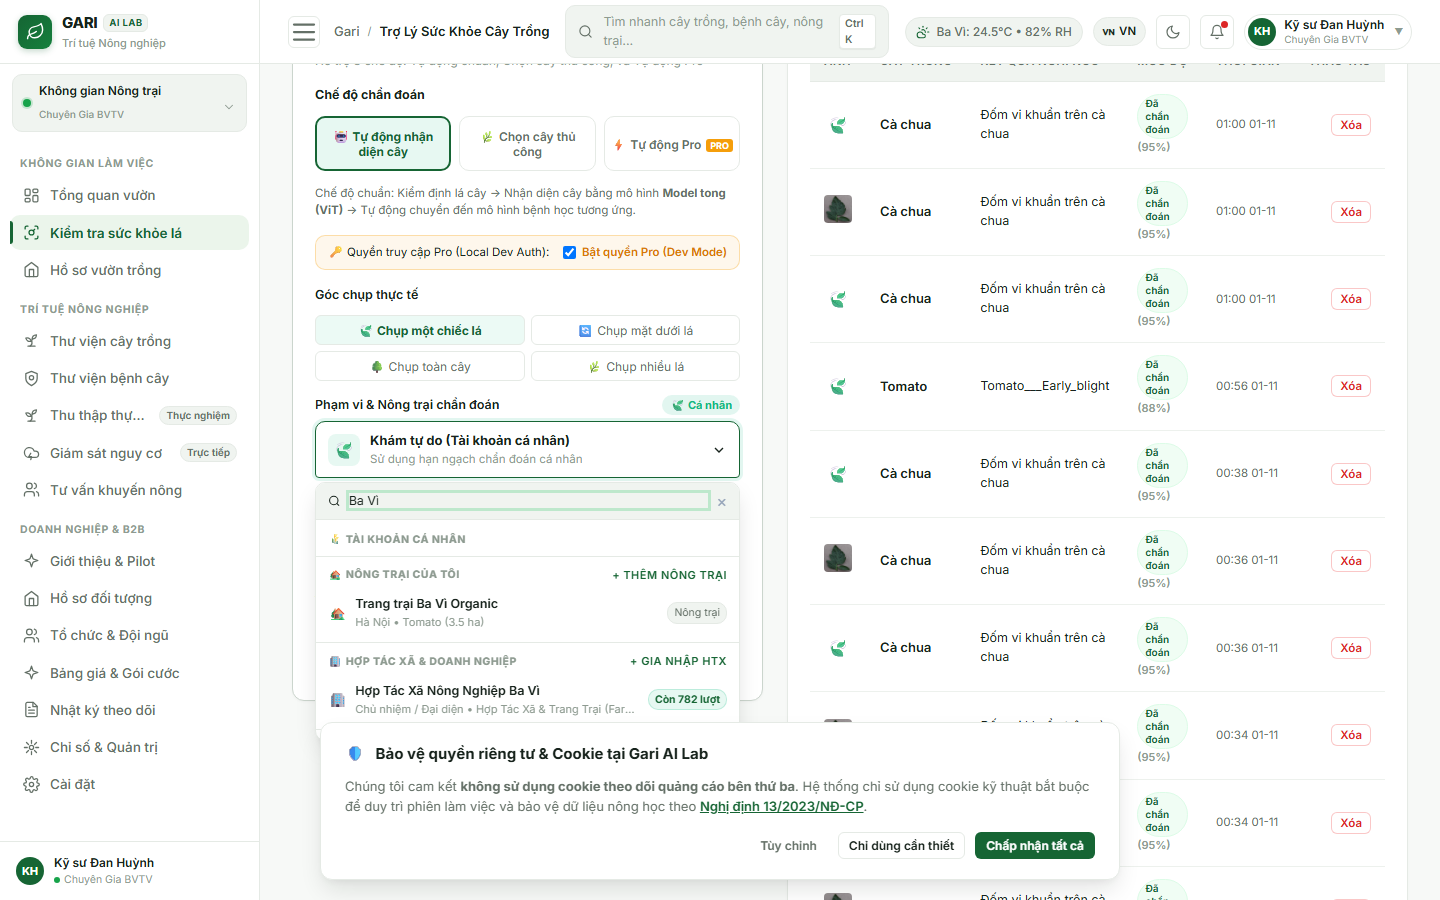 GARI AI LAB
Trí tuệ Nông nghiệp
Không gian Nông trại
Chuyên Gia BVTV
KHÔNG GIAN LÀM VIỆC
Tổng quan vườn
Kiểm tra sức khỏe lá
Hồ sơ vườn trồng
TRÍ TUỆ NÔNG NGHIỆP
Thư viện cây trồng
Thư viện bệnh cây
Thu thập thự... Thực nghiệm
Giám sát nguy cơ Trực tiếp
Tư vấn khuyến nông
DOANH NGHIỆP & B2B
Giới thiệu & Pilot
Hồ sơ đối tượng
Tổ chức & Đội ngũ
Bảng giá & Gói cước
Nhật ký theo dõi
Chỉ số & Quản trị
Cài đặt
KH Kỹ sư Đan Huỳnh
Chuyên Gia BVTV
Gari / Trợ Lý Sức Khỏe Cây Trồng
Tìm nhanh cây trồng, bệnh cây, nông
trại...
Ctrl
K
Ba Vì: 24.5°C • 82% RH
VN VN
KH Kỹ sư Đan Huỳnh
Chuyên Gia BVTV
Chế độ chẩn đoán
Tự động nhận
diện cây
Chọn cây thủ
công
Tự động Pro PRO
Chế độ chuẩn: Kiểm định lá cây → Nhận diện cây bằng mô hình Model tong
(ViT) → Tự động chuyển đến mô hình bệnh học tương ứng.
Quyền truy cập Pro (Local Dev Auth): Bật quyền Pro (Dev Mode)
Góc chụp thực tế
Chụp một chiếc lá
Chụp mặt dưới lá
Chụp toàn cây
Chụp nhiều lá
Phạm vi & Nông trại chẩn đoán Cá nhân
Khám tự do (Tài khoản cá nhân)
Sử dụng hạn ngạch chẩn đoán cá nhân
Ba Vì ×
TÀI KHOẢN CÁ NHÂN
NÔNG TRẠI CỦA TÔI + THÊM NÔNG TRẠI
Trang trại Ba Vì Organic
Hà Nội • Tomato (3.5 ha)
Nông trại
HỢP TÁC XÃ & DOANH NGHIỆP + GIA NHẬP HTX
Hợp Tác Xã Nông Nghiệp Ba Vì
Chủ nhiệm / Đại diện • Hợp Tác Xã & Trang Trại (Far...
Còn 782 lượt
Cà chua Đốm vi khuẩn trên cà
chua
Đã
chẩn
đoán
(95%)
01:00 01-11 Xóa
Cà chua Đốm vi khuẩn trên cà
chua
Đã
chẩn
đoán
(95%)
01:00 01-11 Xóa
Cà chua Đốm vi khuẩn trên cà
chua
Đã
chẩn
đoán
(95%)
01:00 01-11 Xóa
Tomato Tomato___Early_blight
Đã
chẩn
đoán
(88%)
00:56 01-11 Xóa
Cà chua Đốm vi khuẩn trên cà
chua
Đã
chẩn
đoán
(95%)
00:38 01-11 Xóa
Cà chua Đốm vi khuẩn trên cà
chua
Đã
chẩn
đoán
(95%)
00:36 01-11 Xóa
Cà chua Đốm vi khuẩn trên cà
chua
Đã
chẩn
đoán
(95%)
00:36 01-11 Xóa
Đã
chẩn
đoán
(95%)
00:34 01-11 Xóa
Đã
chẩn
đoán
(95%)
00:34 01-11 Xóa
Đã
chẩn
Bảo vệ quyền riêng tư & Cookie tại Gari AI Lab
Chúng tôi cam kết không sử dụng cookie theo dõi quảng cáo bên thứ ba. Hệ thống chỉ sử dụng cookie kỹ thuật bắt buộc
để duy trì phiên làm việc và bảo vệ dữ liệu nông học theo Nghị định 13/2023/NĐ-CP.
Tùy chỉnh
Chỉ dùng cần thiết
Chấp nhận tất cả